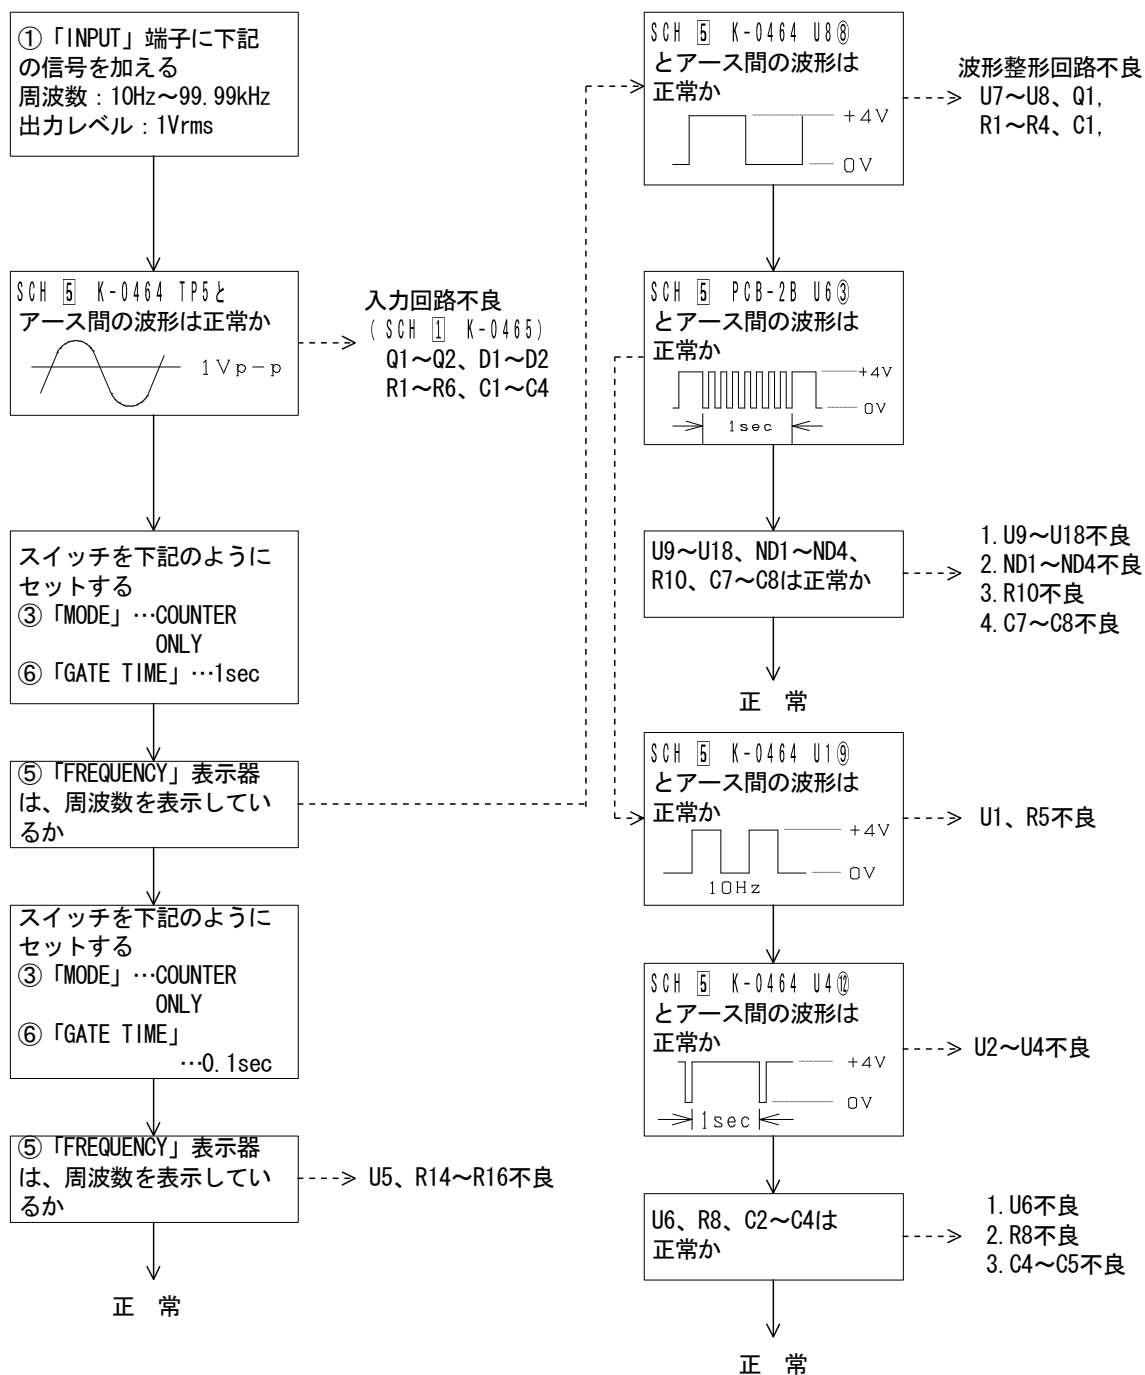 ①「INPUT」端子に下記
の信号を加える
周波数：10Hz～99.99kHz
出力レベル：1Vrms
SCH 5 K-0464 TP5と
アース間の波形は正常か
1Vp-p
入力回路不良
(SCH 1 K-0465)
Q1～Q2、D1～D2
R1～R6、C1～C4
スイッチを下記のように
セットする
③「MODE」…COUNTER
ONLY
⑥「GATE TIME」…1sec
⑤「FREQUENCY」表示器
は、周波数を表示してい
るか
スイッチを下記のように
セットする
③「MODE」…COUNTER
ONLY
⑥「GATE TIME」
…0.1sec
⑤「FREQUENCY」表示器
は、周波数を表示してい
るか
U5、R14～R16不良
正 常
SCH 5 K-0464 U8⑧
とアース間の波形は
正常か
+4V
0V
波形整形回路不良
U7～U8、Q1,
R1～R4、C1,
SCH 5 PCB-2B U6③
とアース間の波形は
正常か
+4V
0V
1sec
U9～U18、ND1～ND4、
R10、C7～C8は正常か
1. U9～U18不良
2. ND1～ND4不良
3. R10不良
4. C7～C8不良
正 常
SCH 5 K-0464 U1⑨
とアース間の波形は
正常か
+4V
0V
10Hz
U1、R5不良
SCH 5 K-0464 U4⑫
とアース間の波形は
正常か
+4V
0V
1sec
U2～U4不良
U6、R8、C2～C4は
正常か
1. U6不良
2. R8不良
3. C4～C5不良
正 常